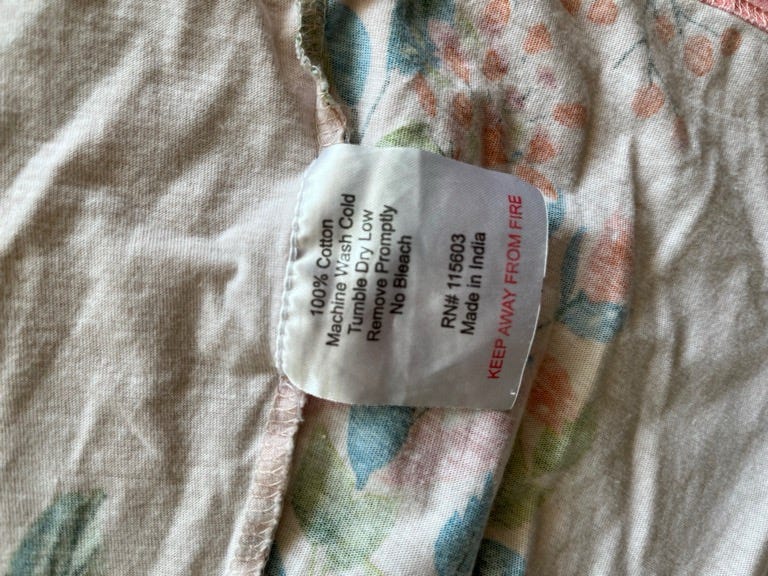 100% Cotton
Machine Wash Cold
Tumble Dry Low
Remove Promptly
No Bleach
RN# 115603
Made in India
KEEP AWAY FROM FIRE